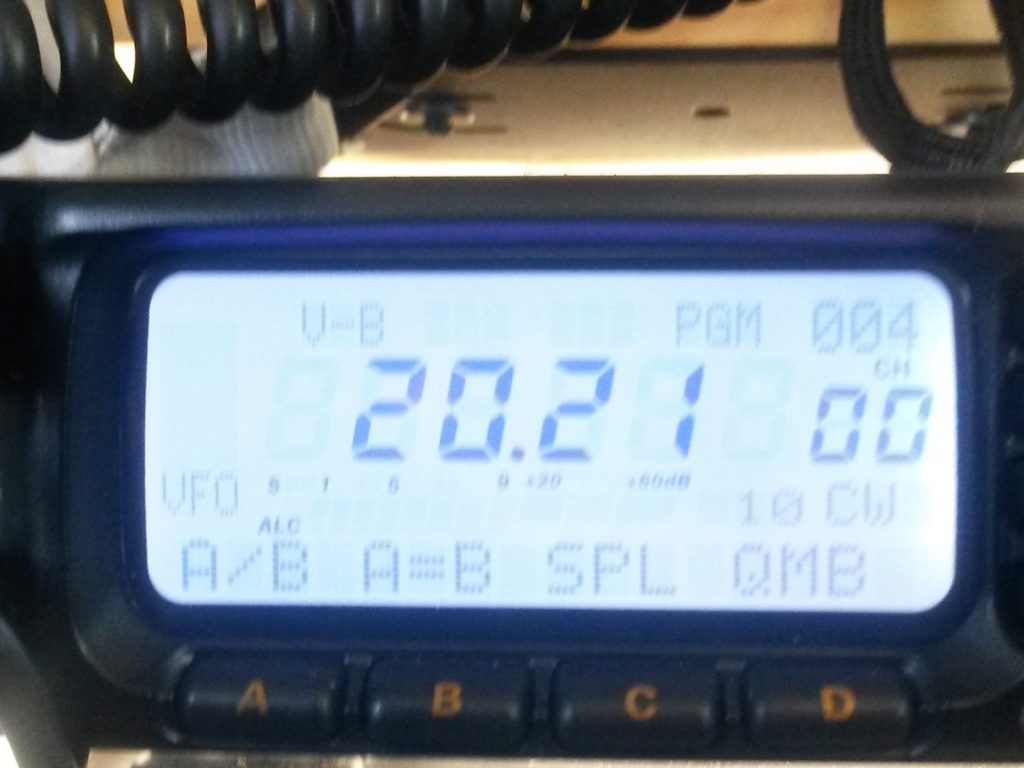 V=B PGM 004
CH
20.21 00
S 1 5 9 +20 +60dB
VFO 10 CW
ALC
A/B A=B SPL QMB
A B C D